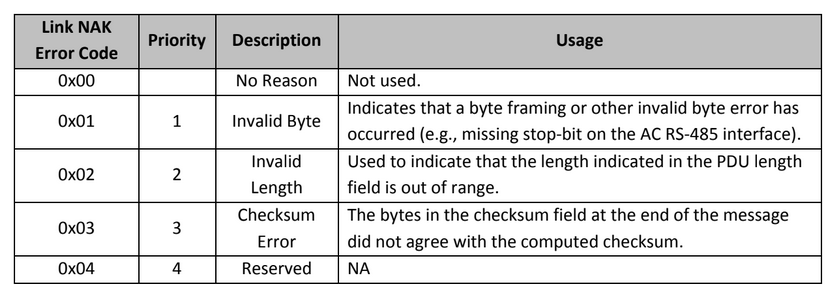 Link NAK Error Code Priority Description Usage
0x00 No Reason Not used.
0x01 1 Invalid Byte Indicates that a byte framing or other invalid byte error has
occurred (e.g., missing stop-bit on the AC RS-485 interface).
0x02 2 Invalid Length Used to indicate that the length indicated in the PDU length
field is out of range.
0x03 3 Checksum Error The bytes in the checksum field at the end of the message
did not agree with the computed checksum.
0x04 4 Reserved NA